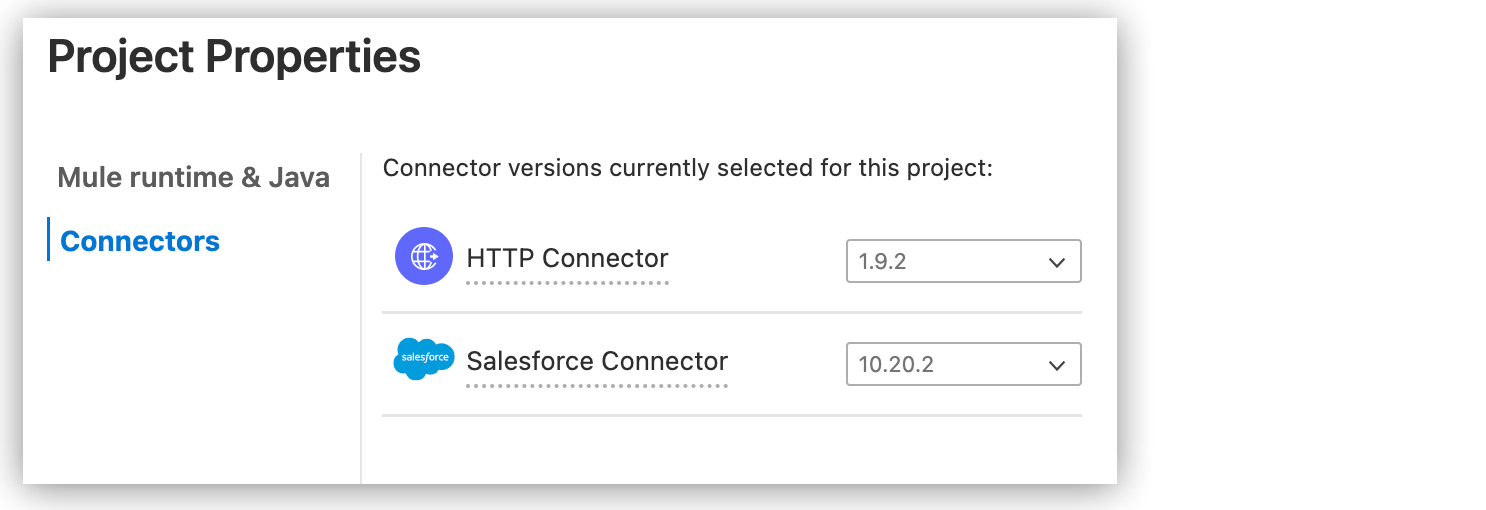 Project Properties
Mule runtime & Java
Connectors
Connector versions currently selected for this project:
HTTP Connector
1.9.2
salesforce
Salesforce Connector
10.20.2